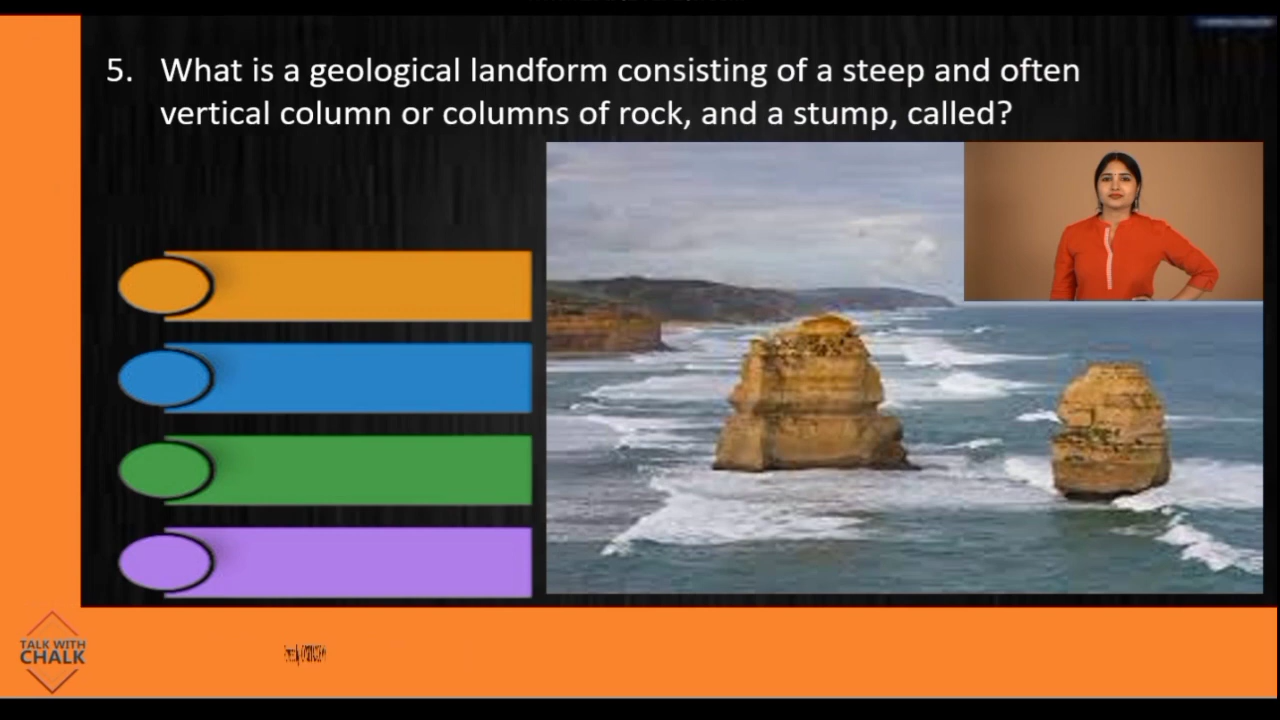 5. What is a geological landform consisting of a steep and often
vertical column or columns of rock, and a stump, called?
TALK WITH
CHALK